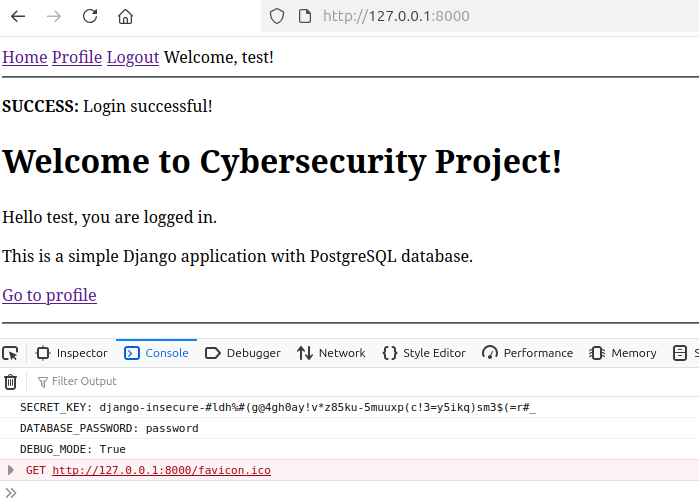 http://127.0.0.1:8000
Home Profile Logout Welcome, test!
SUCCESS: Login successful!
Welcome to Cybersecurity Project!
Hello test, you are logged in.
This is a simple Django application with PostgreSQL database.
Go to profile
Inspector Console Debugger Network Style Editor Performance Memory S
Filter Output
SECRET_KEY: django-insecure-#ldh%#(g@4gh0ay!v*z85ku-5muuxp(c!3=y5ikq)sm3$(=r#_
DATABASE_PASSWORD: password
DEBUG_MODE: True
GET http://127.0.0.1:8000/favicon.ico